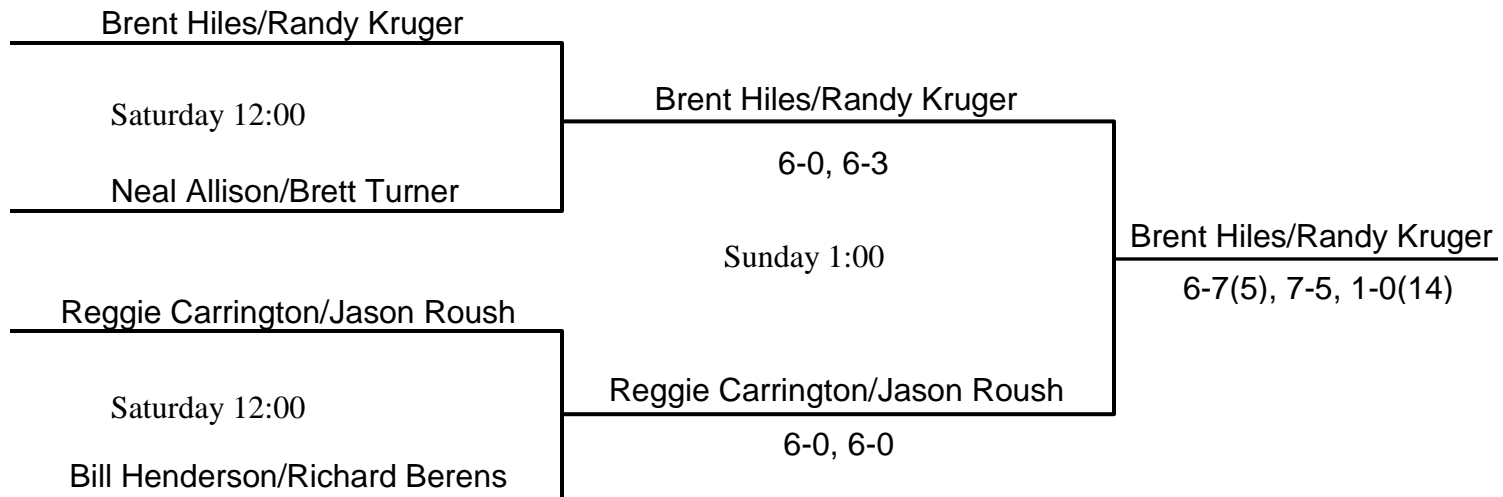 Brent Hiles/Randy Kruger
Saturday 12:00
Neal Allison/Brett Turner
Reggie Carrington/Jason Roush
Saturday 12:00
Bill Henderson/Richard Berens
Brent Hiles/Randy Kruger
6-0, 6-3
Sunday 1:00
Reggie Carrington/Jason Roush
6-0, 6-0
Brent Hiles/Randy Kruger
6-7(5), 7-5, 1-0(14)